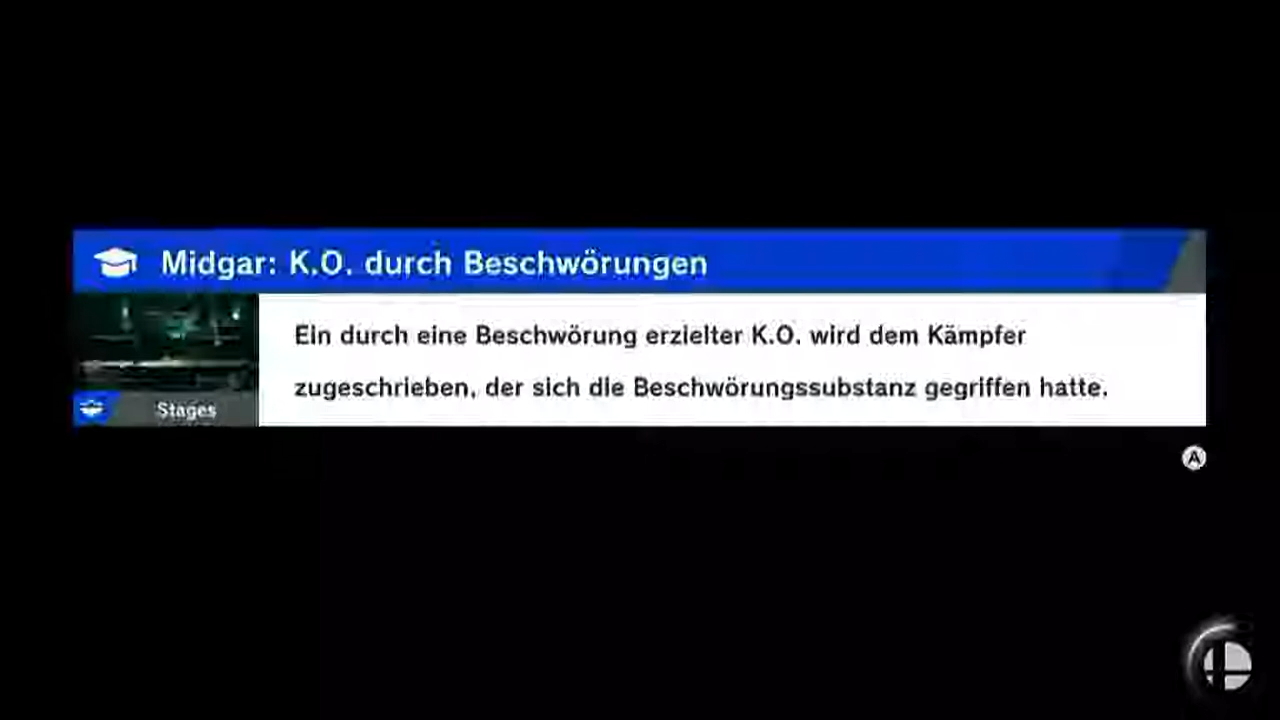 Midgar: K.O. durch Beschwörungen
Ein durch eine Beschwörung erzielter K.O. wird dem Kämpfer
zugeschrieben, der sich die Beschwörungssubstanz gegriffen hatte.
Stages
A